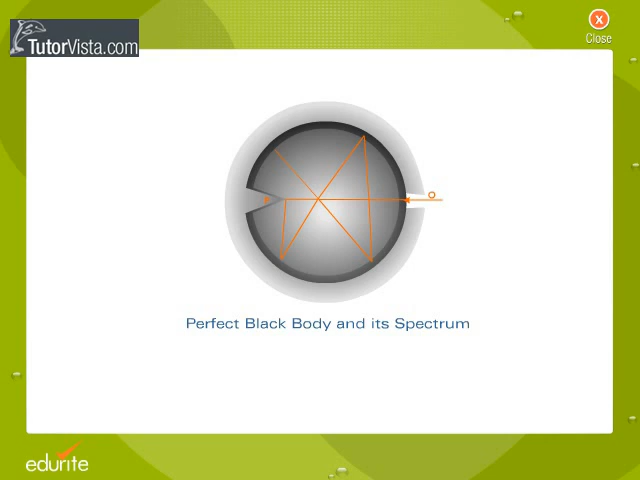 TutorVista.com
X
Close
O
P
Perfect Black Body and its Spectrum
edurite